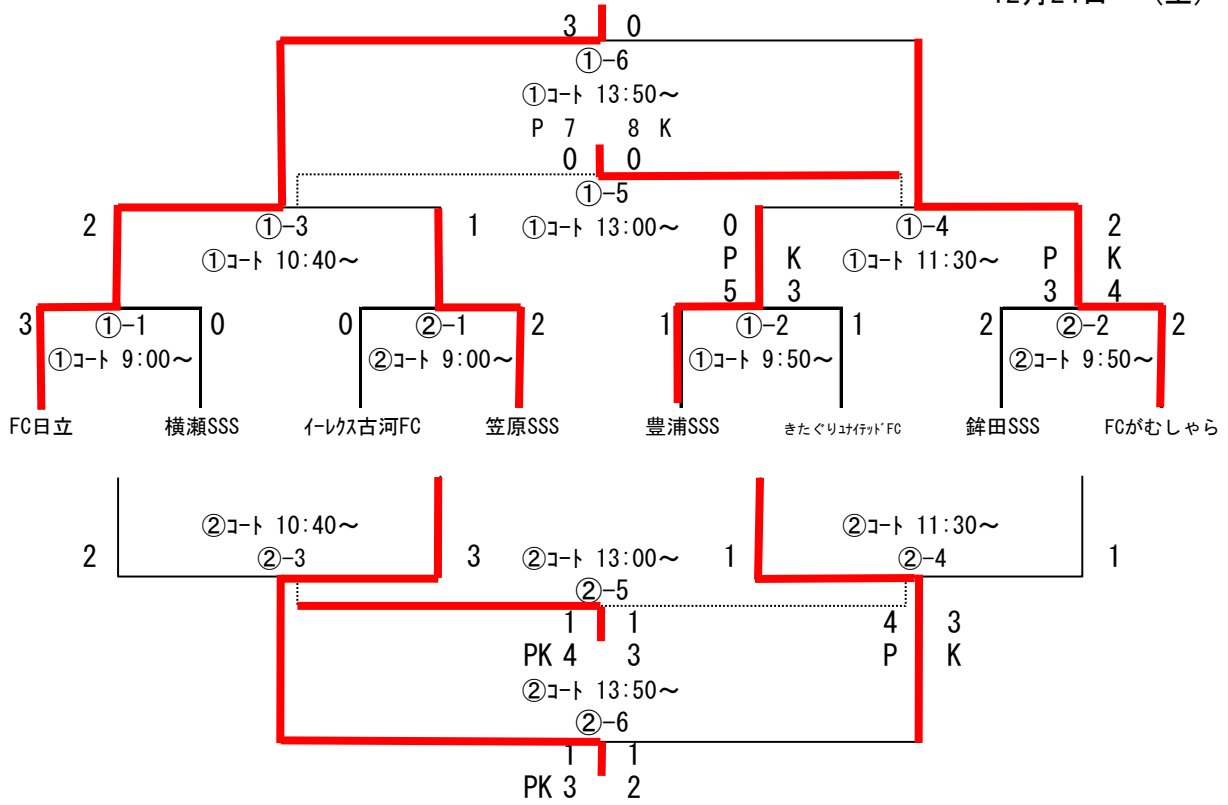 3 0
①-6
①コート 13:50～
P 7 8 K
0 0
①-5
2 ①-3 1 ①コート 13:00～ 0 ①-4 2
①コート 10:40～ P K ①コート 11:30～ P K
5 3 3 4
3 ①-1 0 0 ②-1 2 1 ①-2 1 2 ②-2 2
①コート 9:00～ ②コート 9:00～ ①コート 9:50～ ②コート 9:50～
FC日立 横瀬SSS イーレクス古河FC 笠原SSS 豊浦SSS きたぐりユナイテッドFC 鉾田SSS FCがむしゃら
②コート 10:40～ ②コート 11:30～
2 ②-3 3 ②コート 13:00～ 1 ②-4 1
②-5
1 1 4 3
PK 4 3 P K
②コート 13:50～
②-6
1 1
PK 3 2